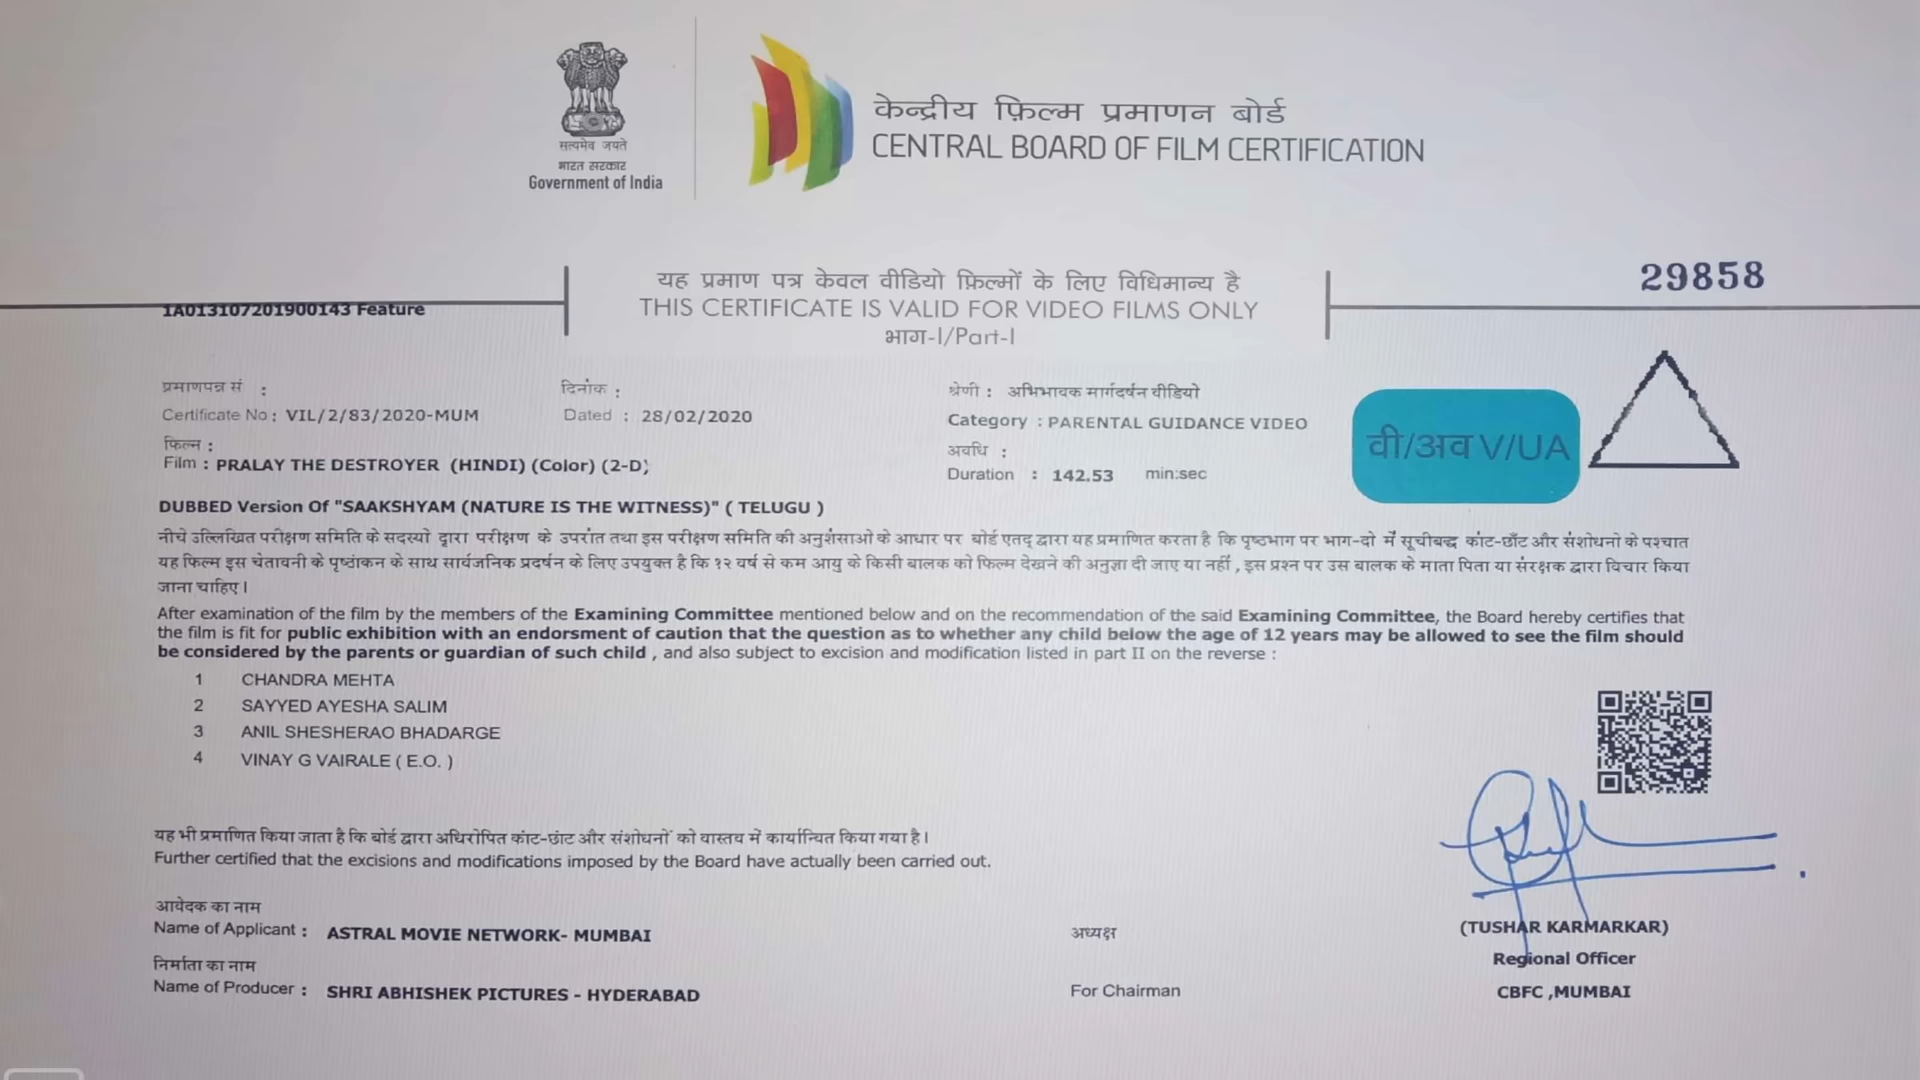 केन्द्रीय फ़िल्म प्रमाणन बोर्ड
CENTRAL BOARD OF FILM CERTIFICATION
सत्यमेव जयते
भारत सरकार
Government of India
29858
यह प्रमाण पत्र केवल वीडियो फ़िल्मों के लिए विधिमान्य है
THIS CERTIFICATE IS VALID FOR VIDEO FILMS ONLY
भाग-I/Part-I
1A013107201900143 Feature
प्रमाणपत्र सं :
दिनांक :
श्रेणी : अभिभावक मार्गदर्षन वीडियो
Certificate No : VIL/2/83/2020-MUM
Dated : 28/02/2020
Category : PARENTAL GUIDANCE VIDEO
वी/अव V/UA
फिल्म :
अवधि :
Film : PRALAY THE DESTROYER (HINDI) (Color) (2-D)
Duration : 142.53 min:sec
DUBBED Version Of "SAAKSHYAM (NATURE IS THE WITNESS)" ( TELUGU )
नीचे उल्लिखित परीक्षण समिति के सदस्यों द्वारा परीक्षण के उपरांत तथा इस परीक्षण समिति की अनुशंसाओ के आधार पर बोर्ड एतद् द्वारा यह प्रमाणित करता है कि पृष्ठभाग पर भाग-दो में सूचीबद्ध कांट-छाँट और संशोधनो के पश्चात
यह फिल्म इस चेतावनी के पृष्ठांकन के साथ सार्वजनिक प्रदर्षन के लिए उपयुक्त है कि १२ वर्ष से कम आयु के किसी बालक को फिल्म देखने की अनुज्ञा दी जाए या नहीं , इस प्रश्न पर उस बालक के माता पिता या संरक्षक द्वारा विचार किया
जाना चाहिए।
After examination of the film by the members of the Examining Committee mentioned below and on the recommendation of the said Examining Committee, the Board hereby certifies that
the film is fit for public exhibition with an endorsment of caution that the question as to whether any child below the age of 12 years may be allowed to see the film should
be considered by the parents or guardian of such child , and also subject to excision and modification listed in part II on the reverse :
1 CHANDRA MEHTA
2 SAYYED AYESHA SALIM
3 ANIL SHESHERAO BHADARGE
4 VINAY G VAIRALE ( E.O. )
यह भी प्रमाणित किया जाता है कि बोर्ड द्वारा अधिरोपित कांट-छांट और संशोधनों को वास्तव में कार्यान्वित किया गया है।
Further certified that the excisions and modifications imposed by the Board have actually been carried out.
आवेदक का नाम
Name of Applicant : ASTRAL MOVIE NETWORK- MUMBAI
अध्यक्ष
(TUSHAR KARMARKAR)
निर्माता का नाम
Regional Officer
Name of Producer : SHRI ABHISHEK PICTURES - HYDERABAD
For Chairman
CBFC ,MUMBAI